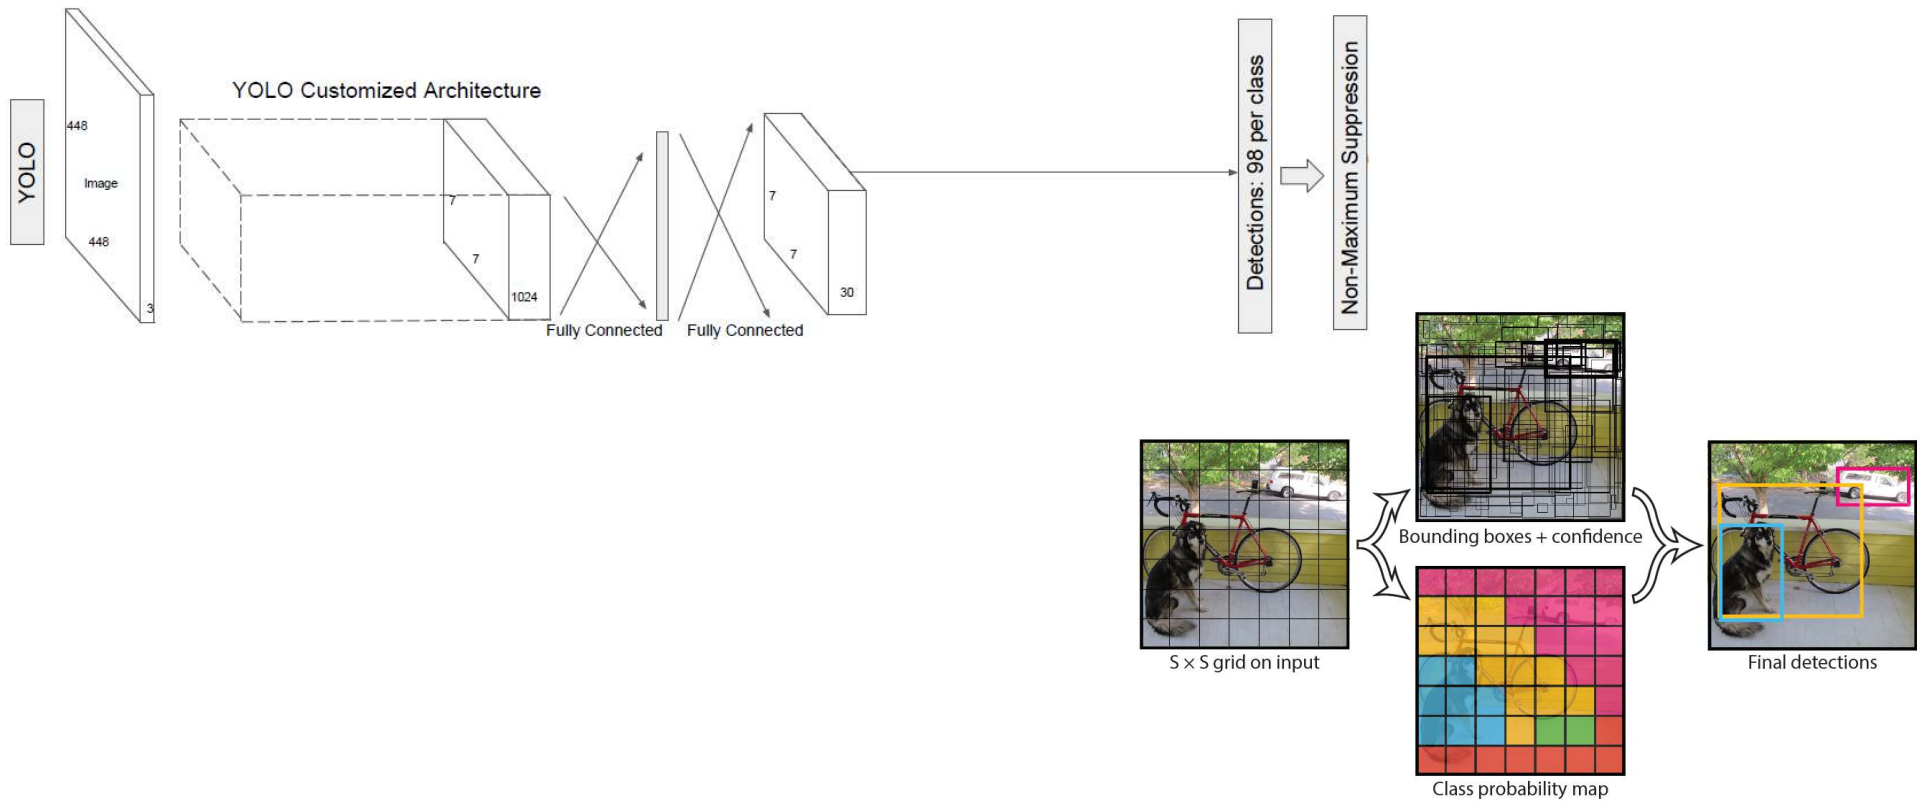 YOLO
448
Image
448
3
YOLO Customized Architecture
7
7
1024
Fully Connected
Fully Connected
7
7
30
Detections: 98 per class
Non-Maximum Suppression
S × S grid on input
Bounding boxes + confidence
Class probability map
Final detections